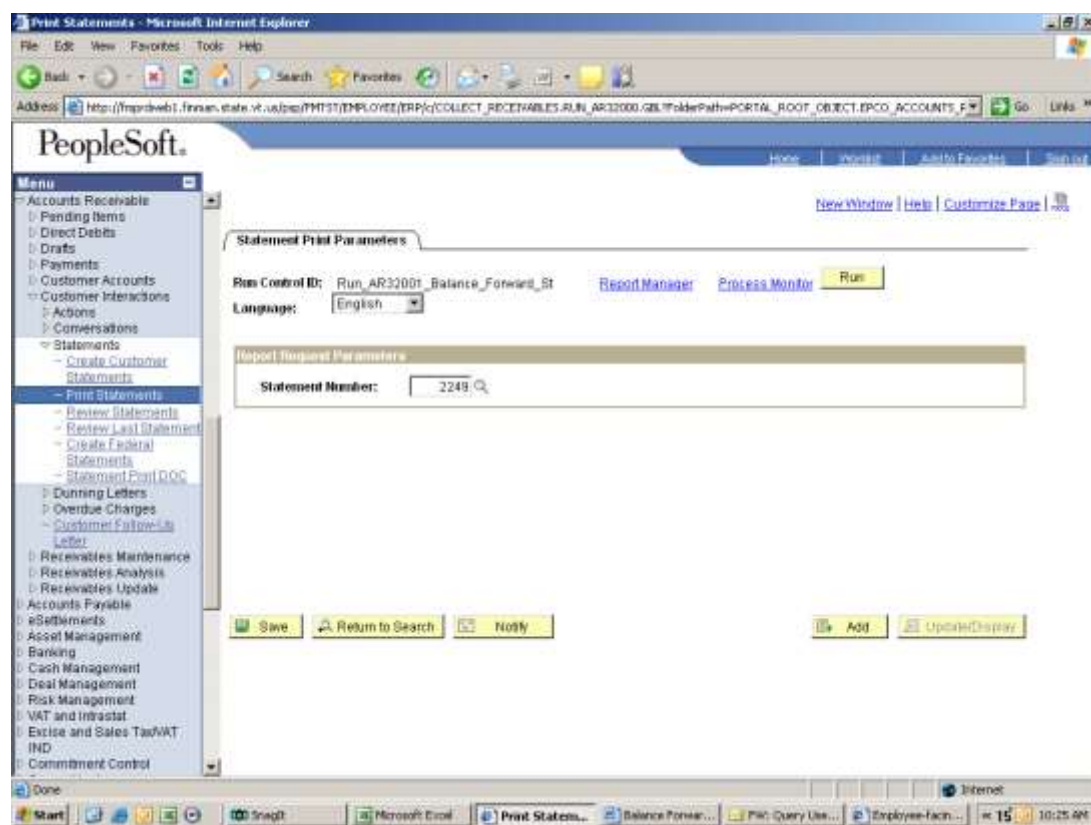 Print Statements - Microsoft Internet Explorer
File Edit View Favorites Tools Help
Back Search Favorites
Address Go Links
PeopleSoft.
Home Worklist Add to Favorites Sign out
Menu
New Window | Help | Customize Page |
Accounts Receivable
Pending Items
Direct Debits
Drafts
Payments
Customer Accounts
Customer Interactions
Actions
Conversations
Statements
Create Customer
Statements
Print Statements
Review Statements
Review Last Statement
Create Federal
Statements
Statement Print DOC
Dunning Letters
Overdue Charges
Customer Follow-Up
Letter
Receivables Maintenance
Receivables Analysis
Receivables Update
Accounts Payable
eSettlements
Asset Management
Banking
Cash Management
Deal Management
Risk Management
VAT and Intrastat
Excise and Sales Tax/VAT
IND
Commitment Control
Statement Print Parameters
Run Control ID: Report Manager Process Monitor Run
Language: English
Report Request Parameters
Statement Number: 2249
Save Return to Search Notify Add Update/Display
Done Internet
Start SnagIt Microsoft Excel Print Statem... Balance Forwar... Employee-facin... 15 10:25 AM